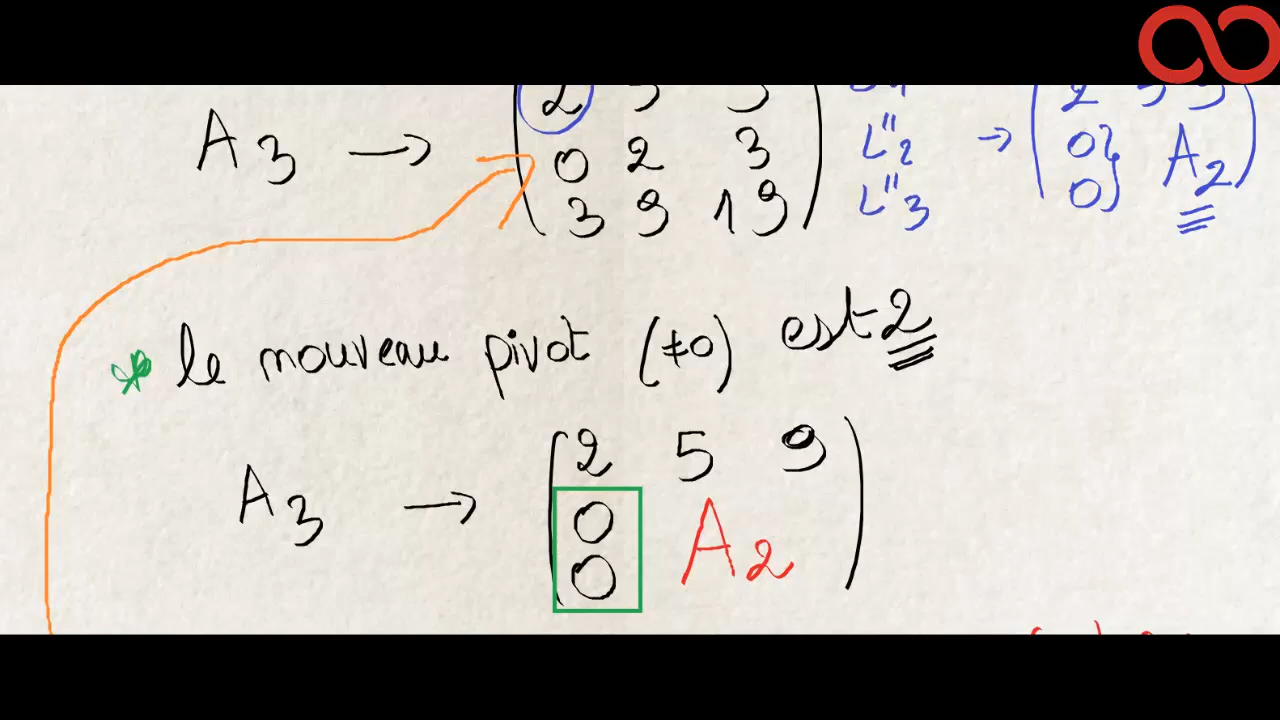 A3 → ( 2 5 9 ) → ( 2 5 9 )
( 0 2 3 ) L''2 ( 0 } A2 )
( 3 9 19 ) L''3 ( 0 }
* le nouveau pivot (≠0) est 2
A3 → ( 2 5 9 )
( 0 A2 )
( 0 )